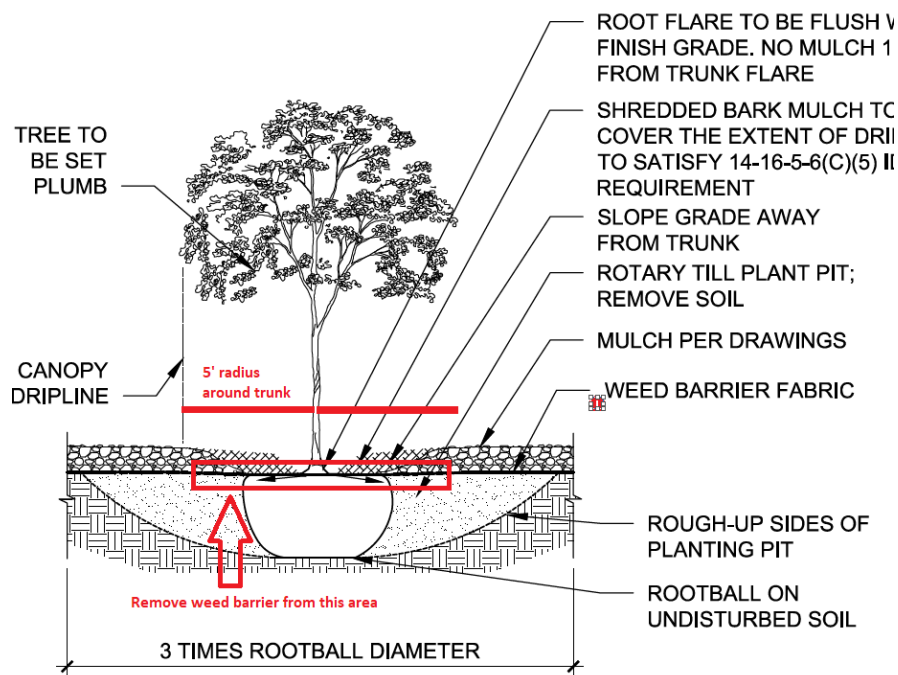 ROOT FLARE TO BE FLUSH
FINISH GRADE. NO MULCH
FROM TRUNK FLARE
SHREDDED BARK MULCH TO
COVER THE EXTENT OF
TO SATISFY 14-16-5-6(C)(5)
REQUIREMENT
SLOPE GRADE AWAY
FROM TRUNK
ROTARY TILL PLANT PIT;
REMOVE SOIL
MULCH PER DRAWINGS
WEED BARRIER FABRIC
ROUGH-UP SIDES OF
PLANTING PIT
ROOTBALL ON
UNDISTURBED SOIL
TREE TO
BE SET
PLUMB
CANOPY
DRIPLINE
5' radius
around trunk
Remove weed barrier from this area
3 TIMES ROOTBALL DIAMETER